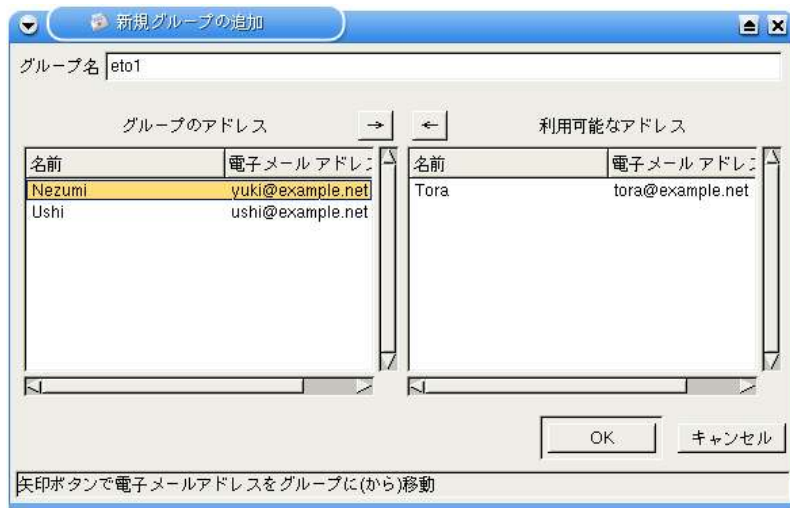 新規グループの追加
グループ名 eto1
グループのアドレス → ← 利用可能なアドレス
名前 電子メール アドレ 名前 電子メール アドレ
Nezumi yuki@example.net Tora tora@example.net
Ushi ushi@example.net
OK キャンセル
矢印ボタンで電子メールアドレスをグループに(から)移動